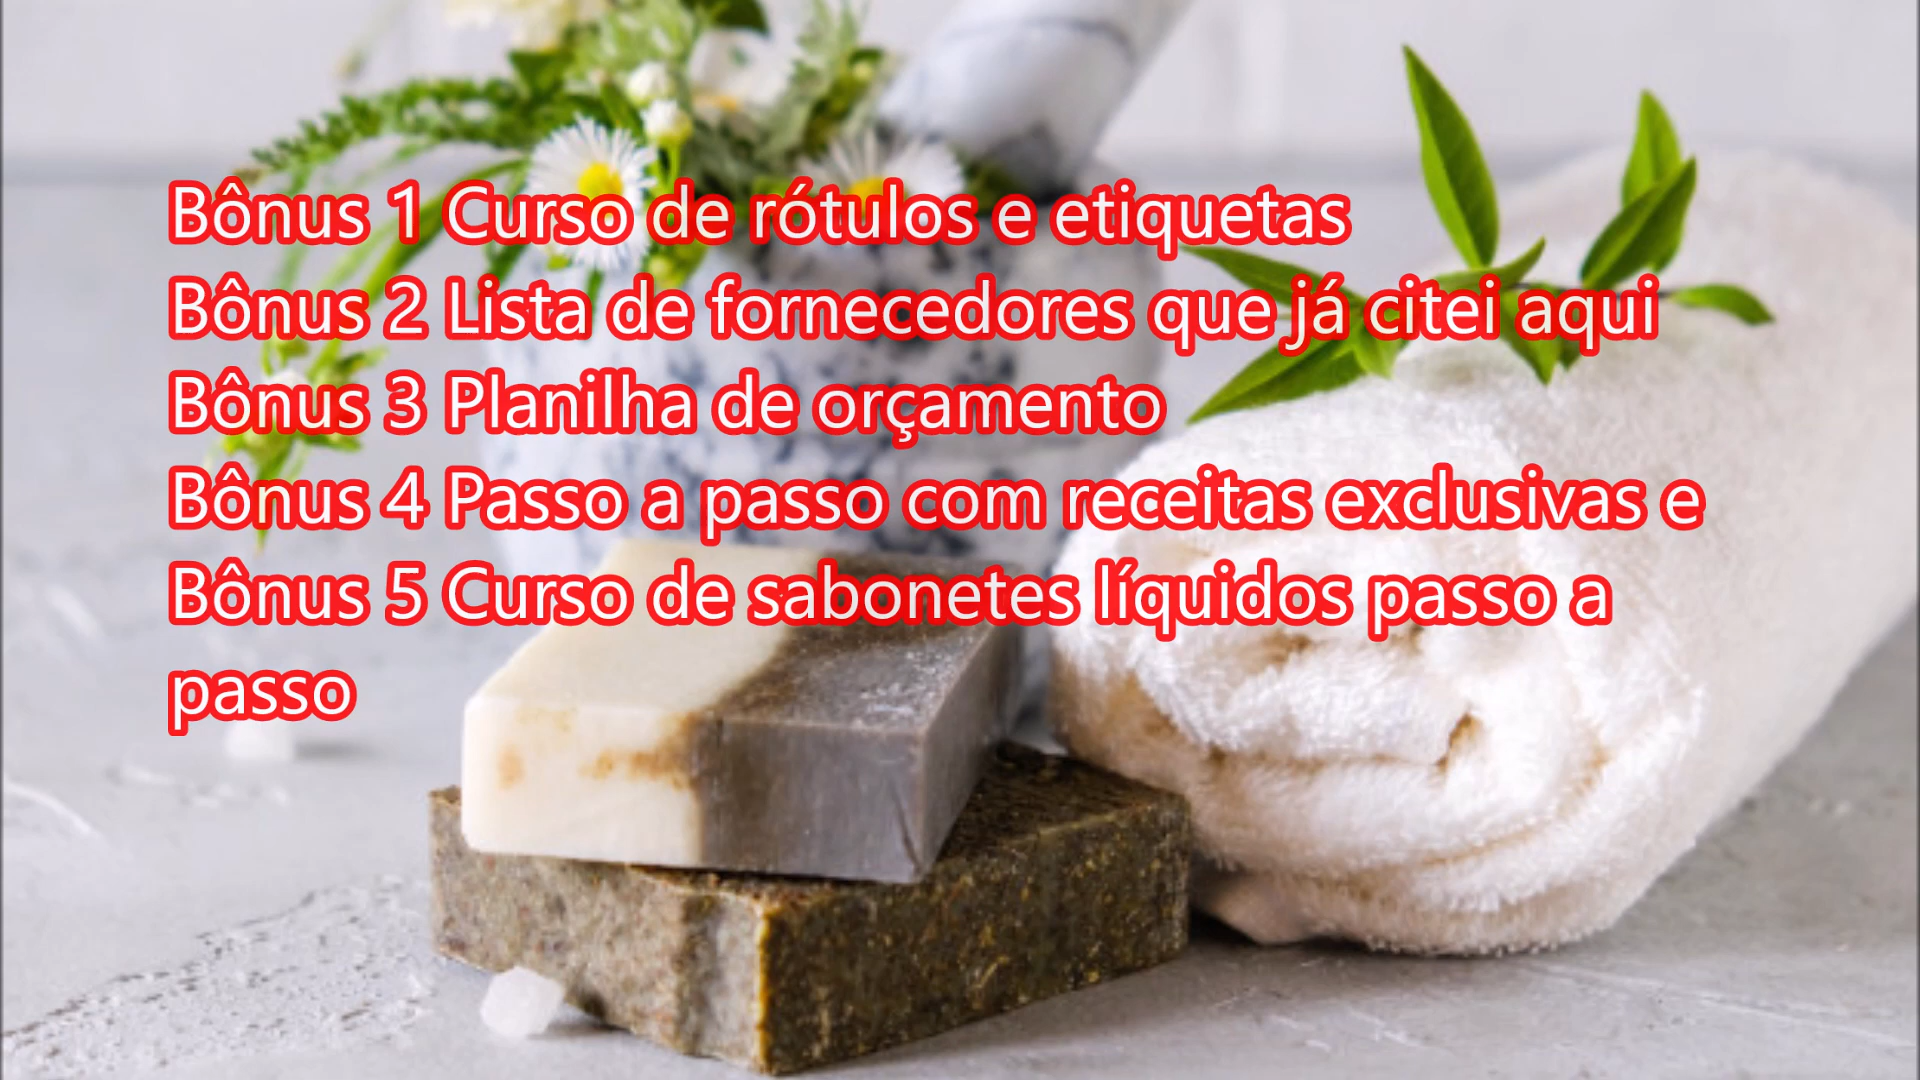 Bônus 1 Curso de rótulos e etiquetas
Bônus 2 Lista de fornecedores que já citei aqui
Bônus 3 Planilha de orçamento
Bônus 4 Passo a passo com receitas exclusivas e
Bônus 5 Curso de sabonetes líquidos passo a
passo